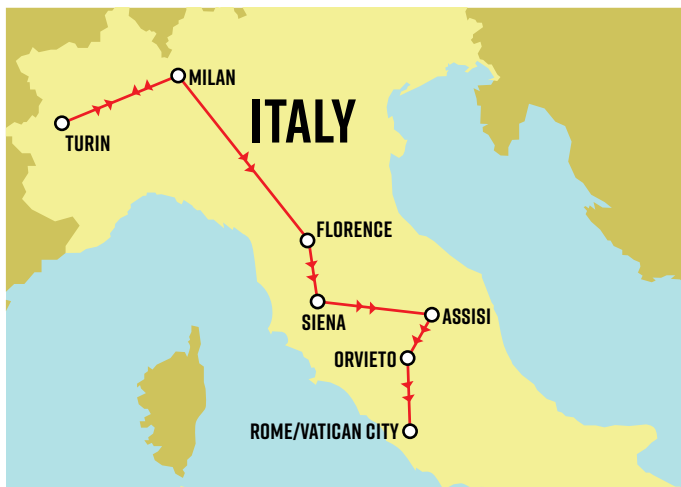 MILAN
ITALY
TURIN
FLORENCE
SIENA
ASSISI
ORVIETO
ROME/VATICAN CITY